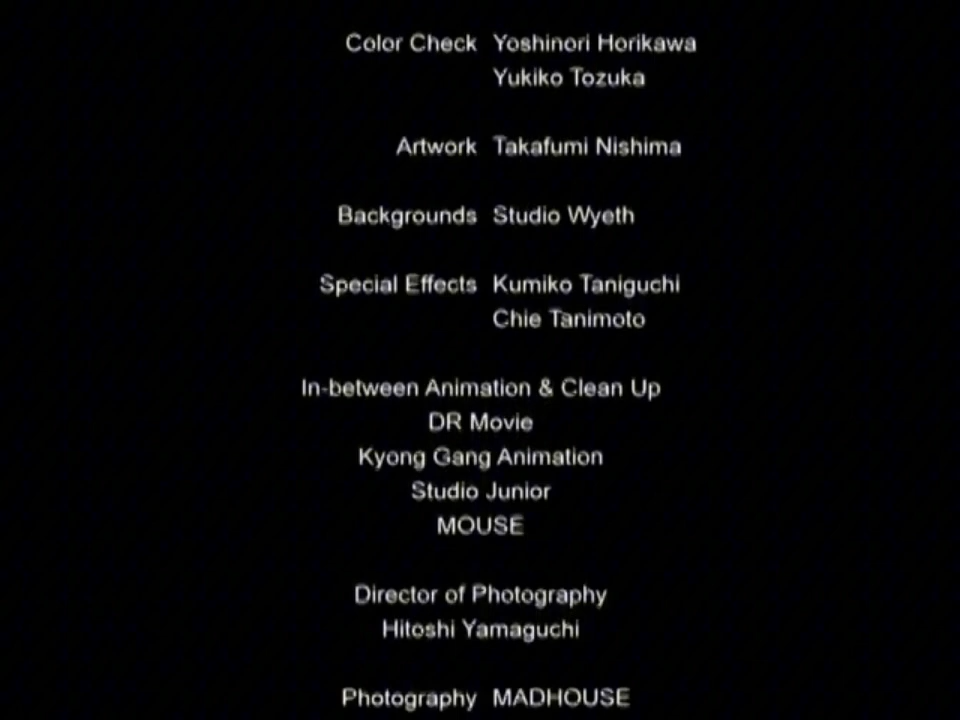 Color Check Yoshinori Horikawa
Yukiko Tozuka
Artwork Takafumi Nishima
Backgrounds Studio Wyeth
Special Effects Kumiko Taniguchi
Chie Tanimoto
In-between Animation & Clean Up
DR Movie
Kyong Gang Animation
Studio Junior
MOUSE
Director of Photography
Hitoshi Yamaguchi
Photography MADHOUSE